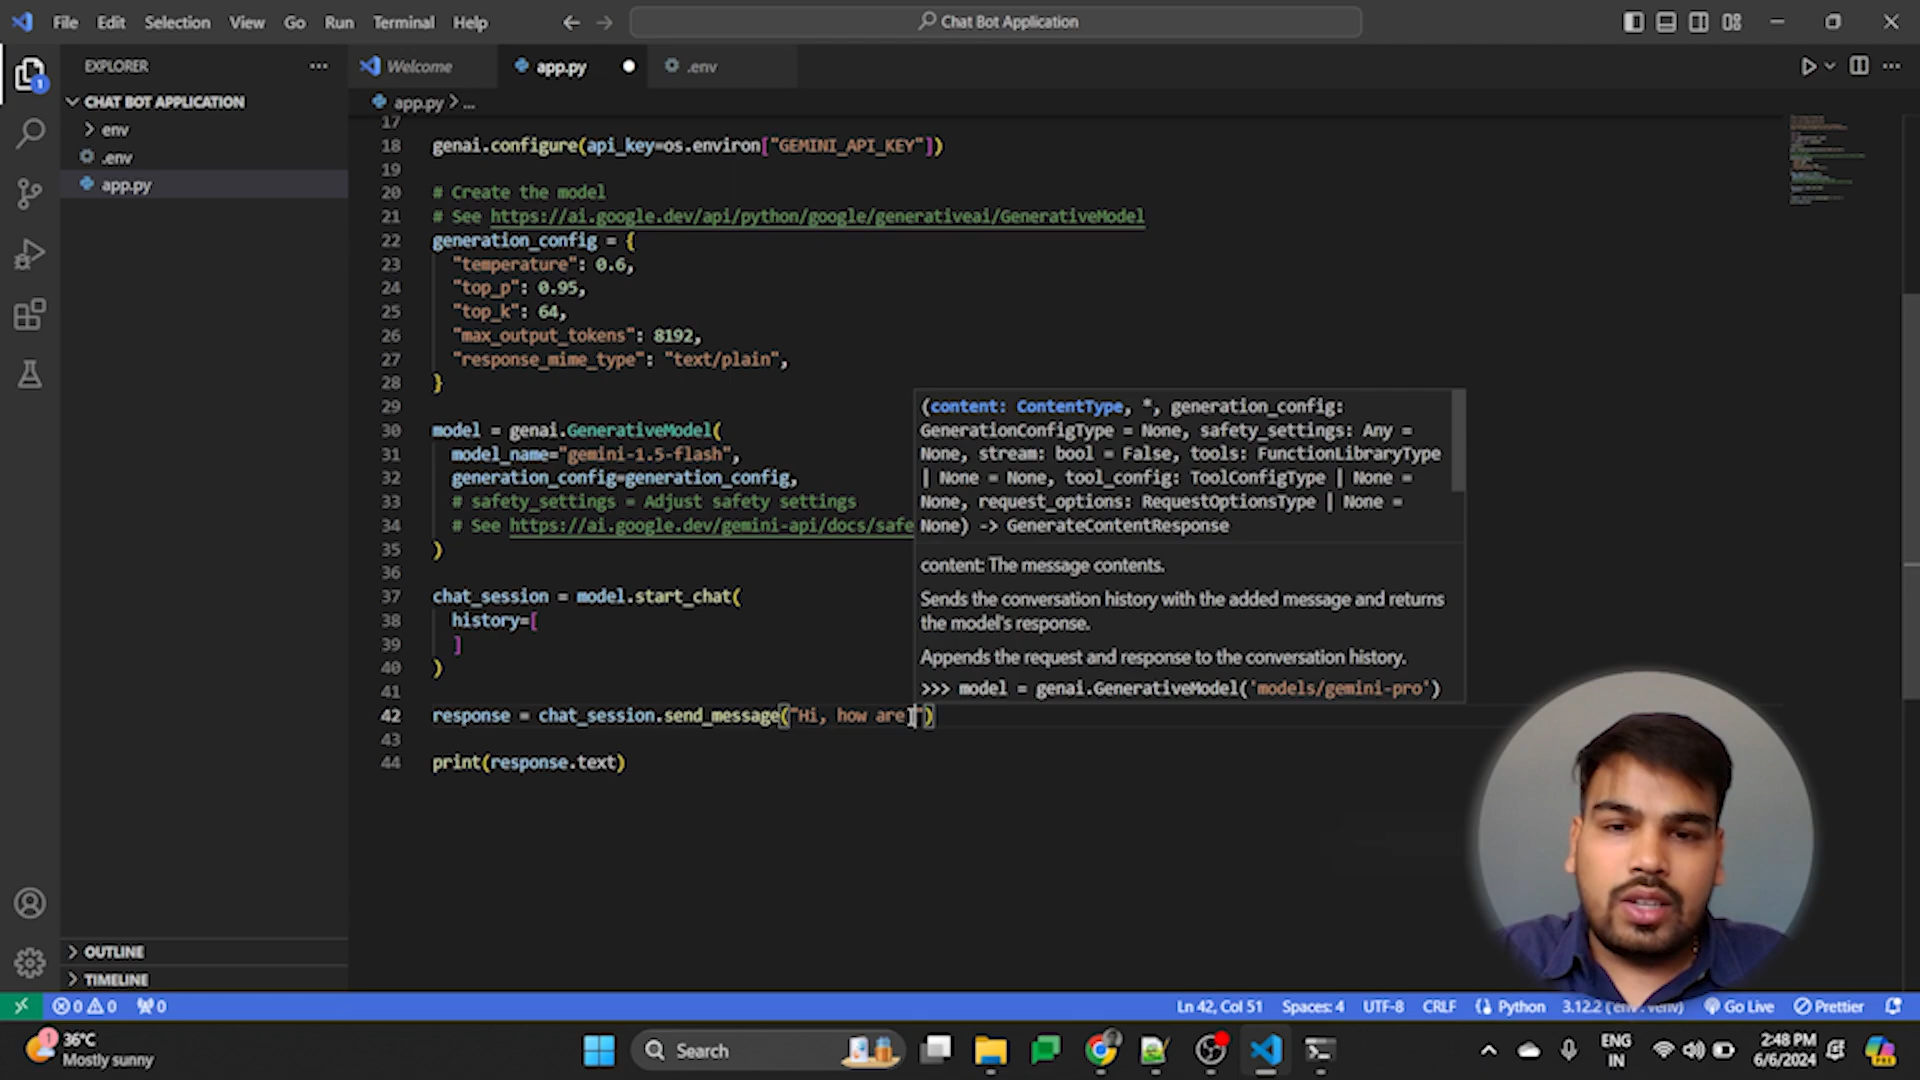 File Edit Selection View Go Run Terminal Help
Chat Bot Application
EXPLORER
CHAT BOT APPLICATION
env
.env
app.py
OUTLINE
TIMELINE
Welcome
app.py
.env
app.py > ...
17
18 genai.configure(api_key=os.environ["GEMINI_API_KEY"])
19
20 # Create the model
21 # See https://ai.google.dev/api/python/google/generativeai/GenerativeModel
22 generation_config = {
23 "temperature": 0.6,
24 "top_p": 0.95,
25 "top_k": 64,
26 "max_output_tokens": 8192,
27 "response_mime_type": "text/plain",
28 }
29
30 model = genai.GenerativeModel(
31 model_name="gemini-1.5-flash",
32 generation_config=generation_config,
33 # safety_settings = Adjust safety settings
34 # See https://ai.google.dev/gemini-api/docs/safe
35 )
36
37 chat_session = model.start_chat(
38 history=[
39 ]
40 )
41
42 response = chat_session.send_message("Hi, how are ")
43
44 print(response.text)
(content: ContentType, *, generation_config:
GenerationConfigType = None, safety_settings: Any =
None, stream: bool = False, tools: FunctionLibraryType
| None = None, tool_config: ToolConfigType | None =
None, request_options: RequestOptionsType | None =
None) -> GenerateContentResponse
content: The message contents.
Sends the conversation history with the added message and returns
the model's response.
Appends the request and response to the conversation history.
>>> model = genai.GenerativeModel('models/gemini-pro')
0 0 0
Ln 42, Col 51 Spaces: 4 UTF-8 CRLF Python 3.12.2 ('env': venv) Go Live Prettier
36°C
Mostly sunny
Search
ENG
IN
2:48 PM
6/6/2024